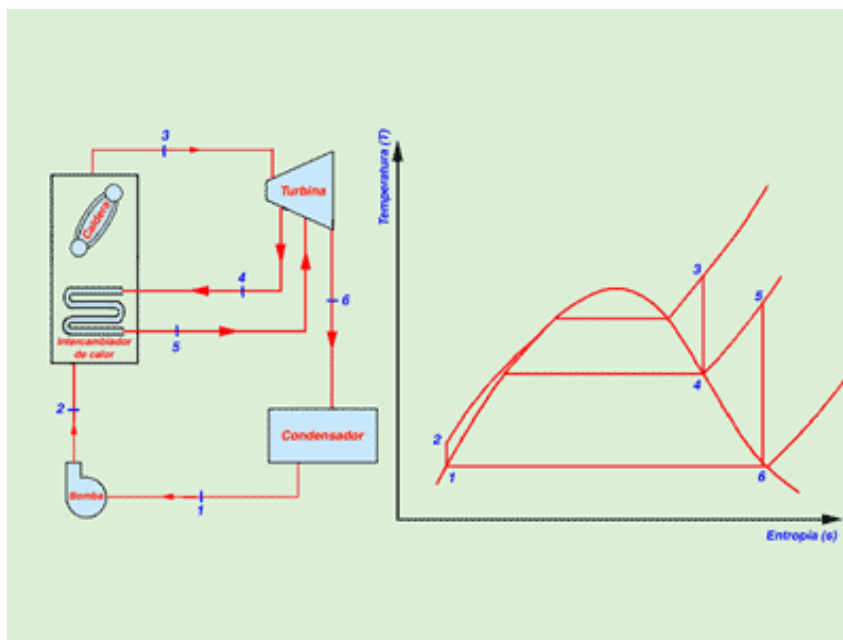 3
Turbina
Caldera
4
6
5
Intercambiador
de calor
2
Condensador
Bomba
1
Temperatura (T)
3
5
4
2
1
6
Entropía (s)